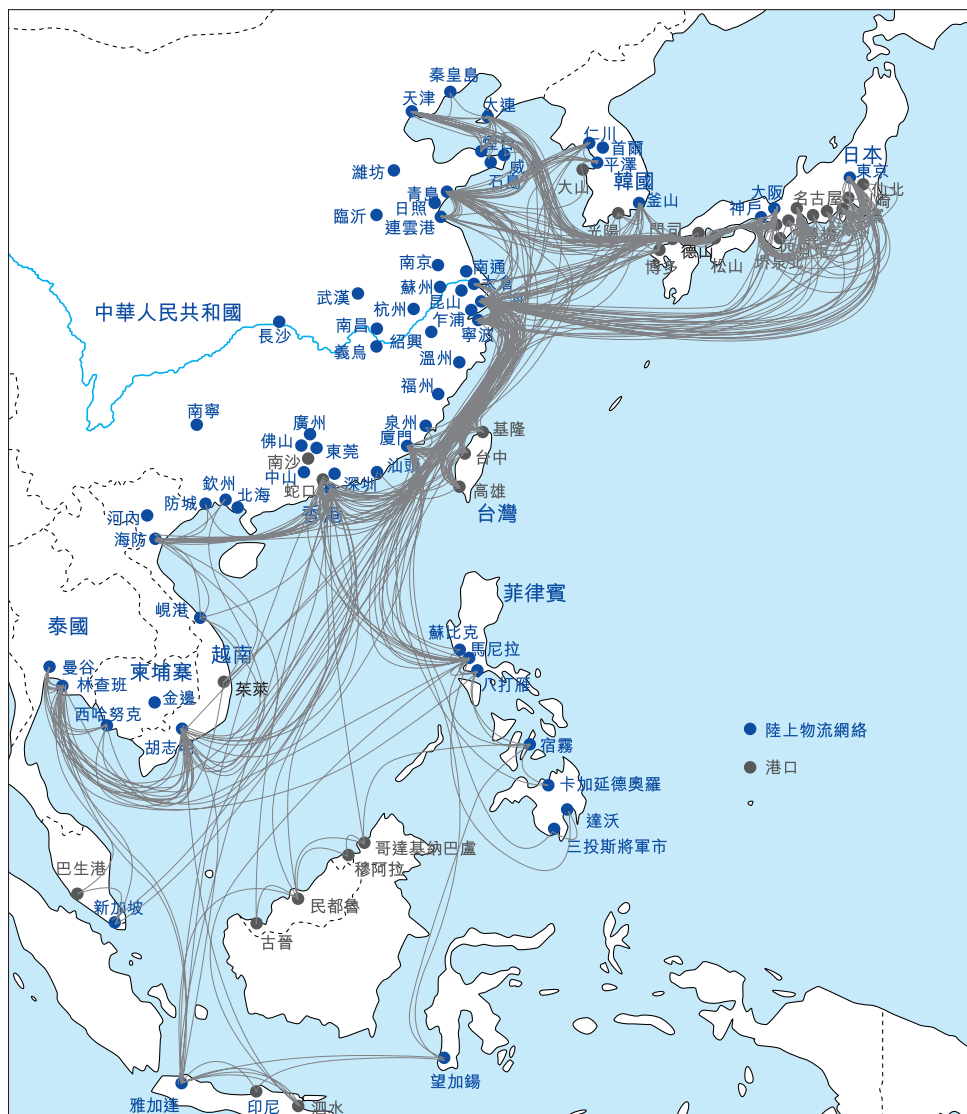 秦皇島
天津
大連
仁川
首爾
平澤
大山
韓國
日本
東京
仙北
濰坊
威
石島
青島
日照
臨沂
連雲港
釜山
光陽
大阪
神戶
名古屋
崎
門司
德山
博多
松山
堺泉北
南京
南通
蘇州
武漢
昆山
杭州
乍浦
中華人民共和國
長沙
南昌
紹興
寧波
義烏
溫州
福州
南寧
泉州
廣州
廈門
佛山
東莞
南沙
中山
深圳
汕頭
蛇口
香港
基隆
台中
高雄
台灣
欽州
防城
北海
河內
海防
峴港
泰國
越南
菲律賓
蘇比克
馬尼拉
八打雁
曼谷
林查班
柬埔寨
金邊
茱萊
西哈努克
胡志明
宿霧
陸上物流網絡
港口
卡加延德奧羅
達沃
三投斯將軍市
哥達基納巴盧
穆阿拉
巴生港
新加坡
民都魯
古晉
望加錫
雅加達
印尼
泗水